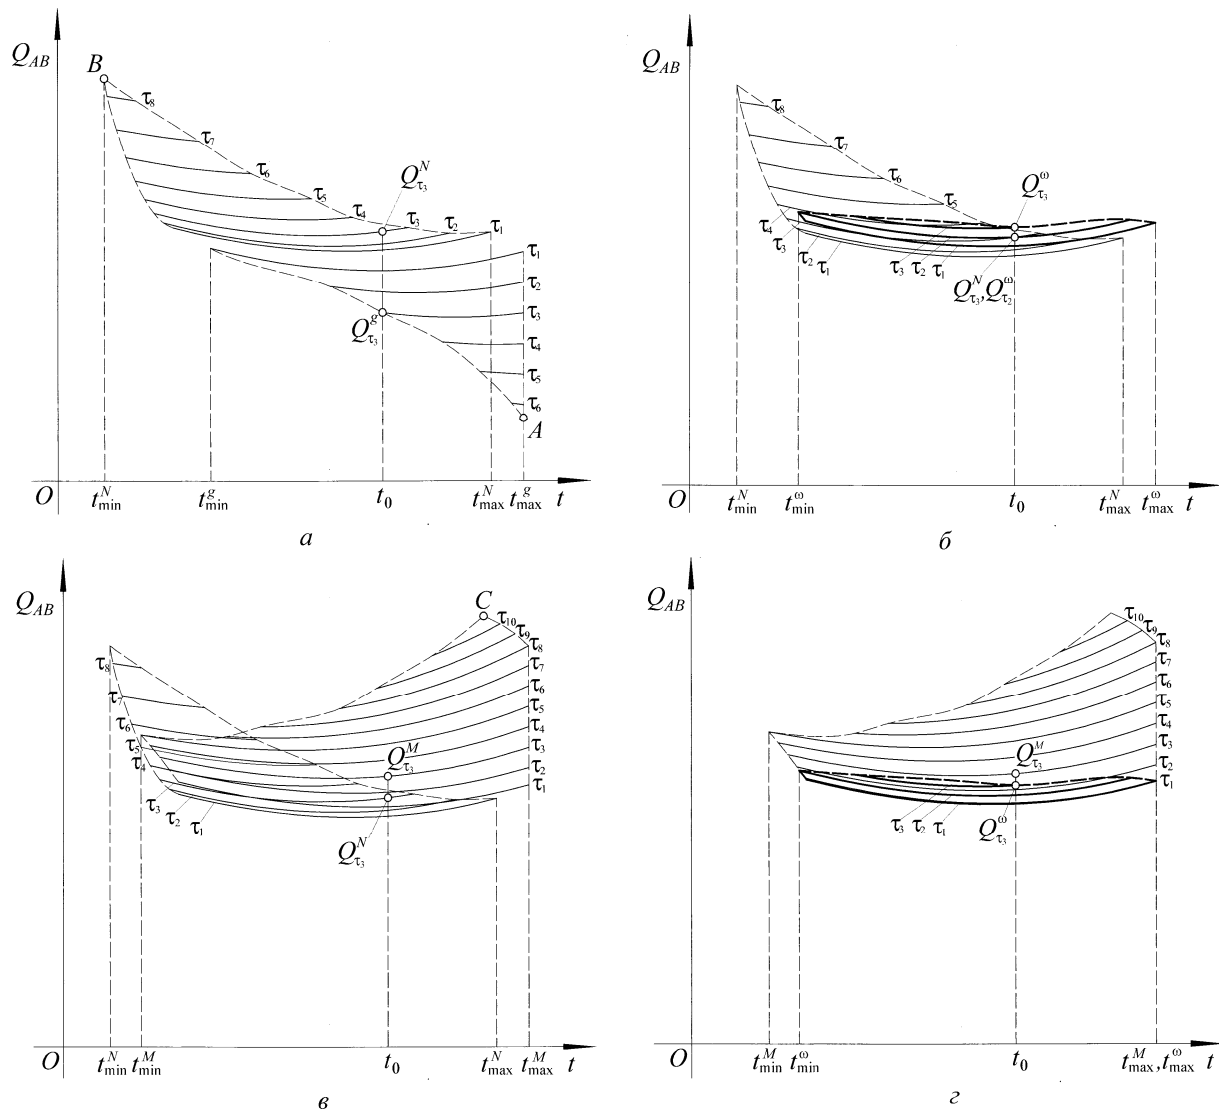 Q_AB
B
τ₈
τ₇
τ₆
Q^N_τ₃
τ₅
τ₄
τ₃ τ₂ τ₁
τ₁
τ₂
Q^g_τ₃
τ₃
τ₄
τ₅
τ₆
A
O t^N_min t^g_min t₀ t^N_max t^g_max t
а
Q_AB
τ₈
τ₇
τ₆
Q^ω_τ₃
τ₅
τ₄
τ₃
τ₂ τ₁ τ₃ τ₂ τ₁
Q^N_τ₃, Q^ω_τ₂
O t^N_min t^ω_min t₀ t^N_max t^ω_max t
б
Q_AB
C
τ₁₀
τ₉
τ₈ τ₈
τ₇
τ₇ τ₆
τ₆ τ₅
τ₅ τ₄
τ₄ Q^M_τ₃ τ₃
τ₂
τ₃ τ₂ τ₁ τ₁
Q^N_τ₃
O t^N_min t^M_min t₀ t^N_max t^M_max t
в
Q_AB
τ₁₀
τ₉
τ₈
τ₇
τ₆
τ₅
τ₄
Q^M_τ₃ τ₃
τ₂
τ₁
τ₃ τ₂ τ₁ Q^ω_τ₃
O t^M_min t^ω_min t₀ t^M_max, t^ω_max t
г